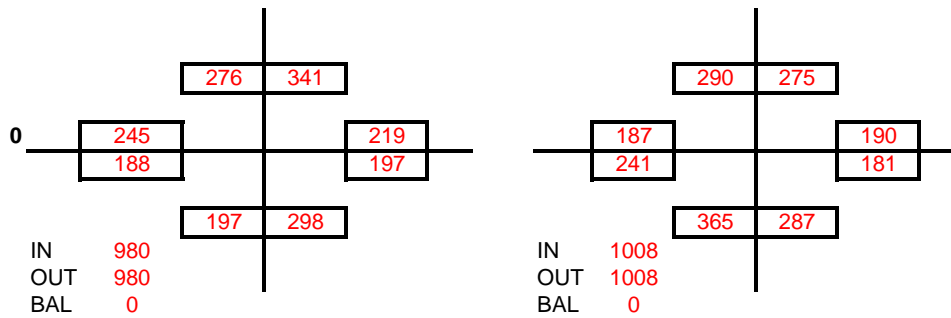 276 341 290 275
0 245 219 187 190
188 197 241 181
197 298 365 287
IN 980 IN 1008
OUT 980 OUT 1008
BAL 0 BAL 0